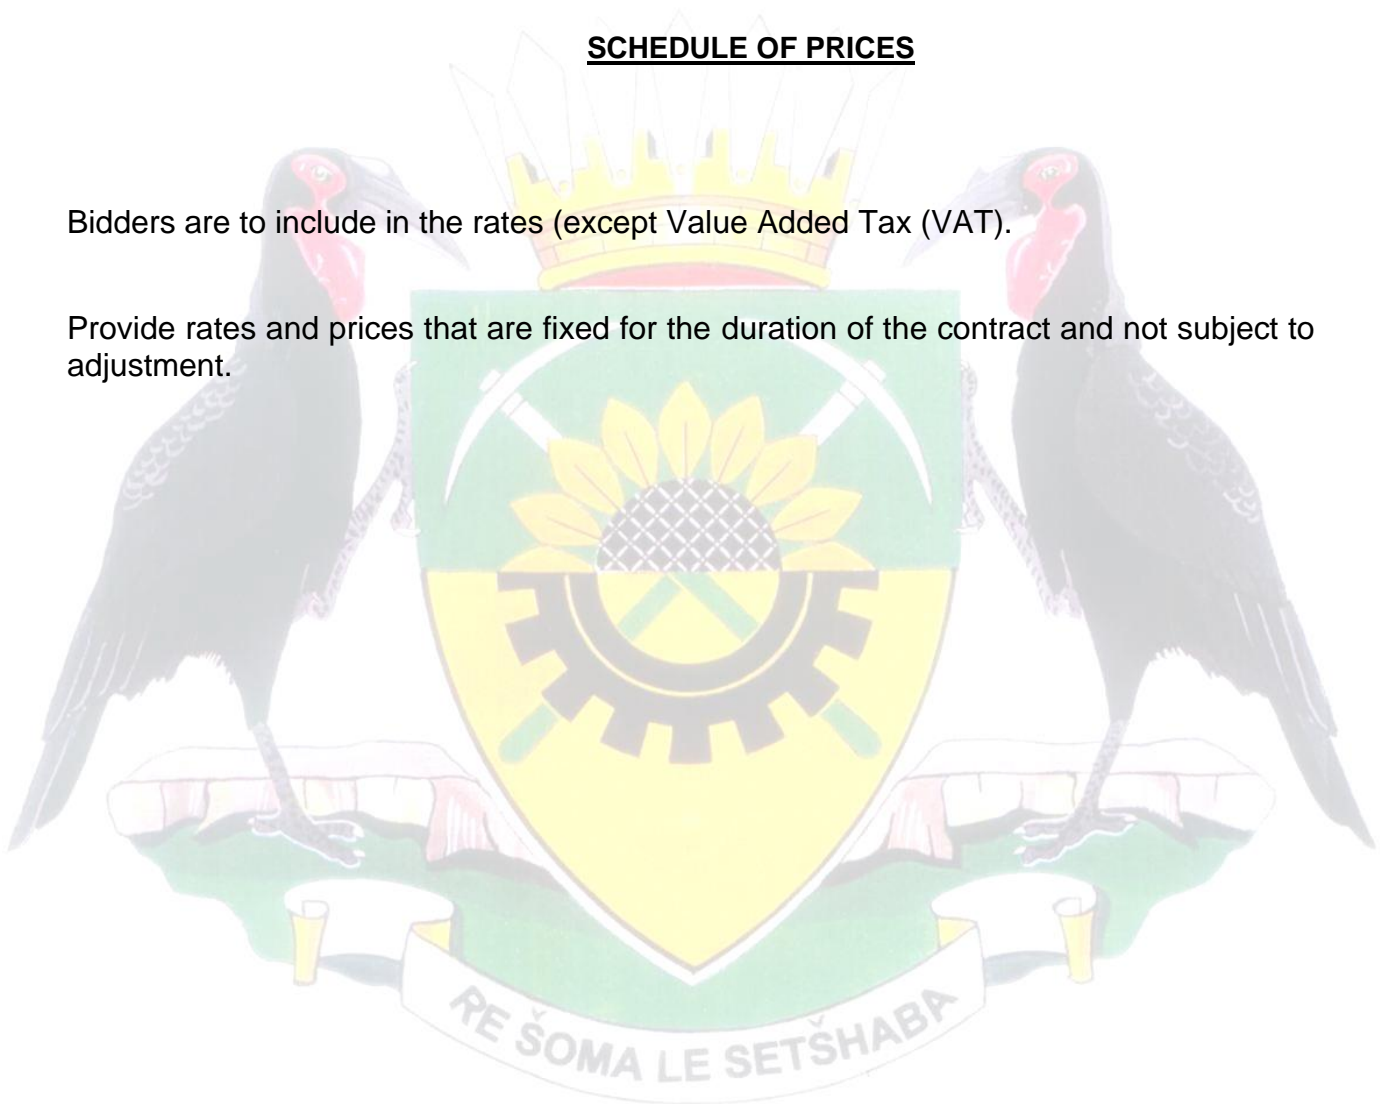 SCHEDULE OF PRICES
Bidders are to include in the rates (except Value Added Tax (VAT).
Provide rates and prices that are fixed for the duration of the contract and not subject to
adjustment.
RE ŠOMA LE SETŠHABA